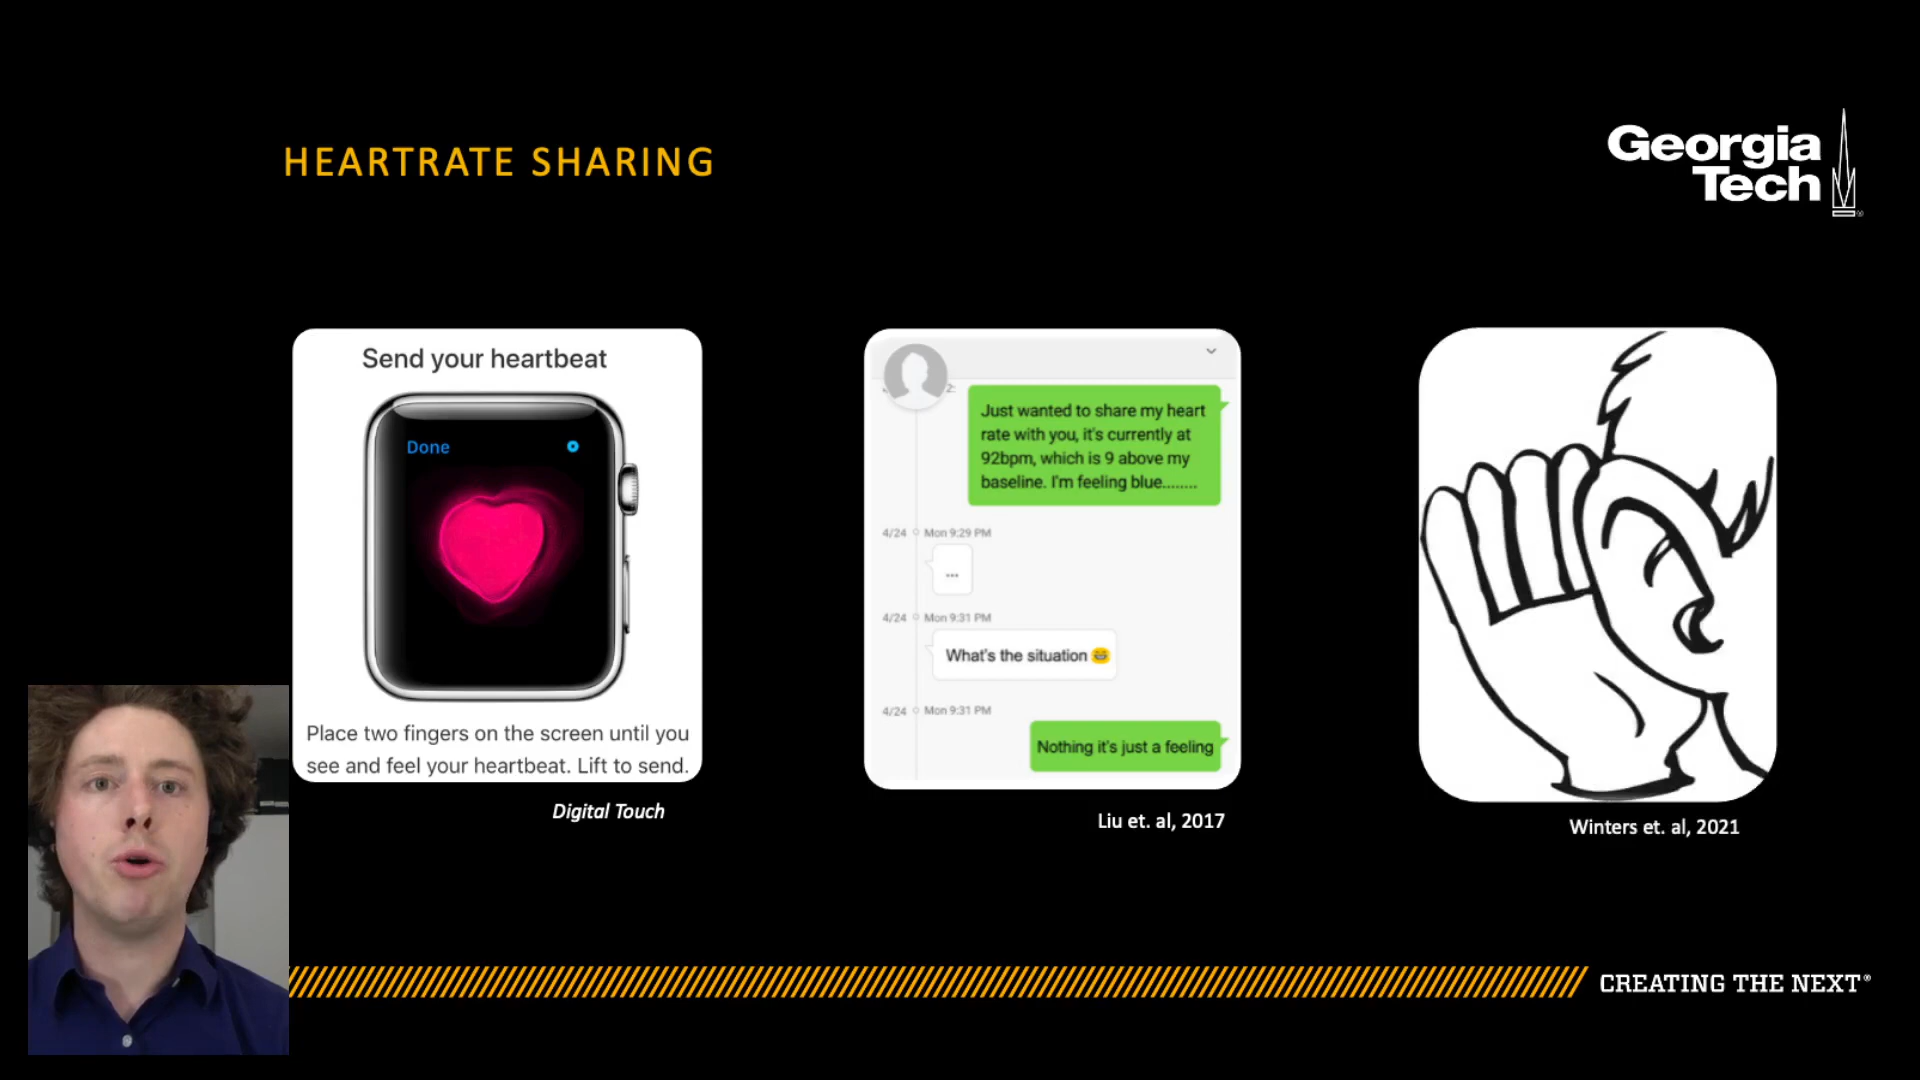 HEARTRATE SHARING
Georgia
Tech
Send your heartbeat
Done
Place two fingers on the screen until you
see and feel your heartbeat. Lift to send.
Digital Touch
Just wanted to share my heart
rate with you, it's currently at
92bpm, which is 9 above my
baseline. I'm feeling blue........
4/24 Mon 9:29 PM
...
4/24 Mon 9:31 PM
What's the situation 😄
4/24 Mon 9:31 PM
Nothing it's just a feeling
Liu et. al, 2017
Winters et. al, 2021
CREATING THE NEXT®